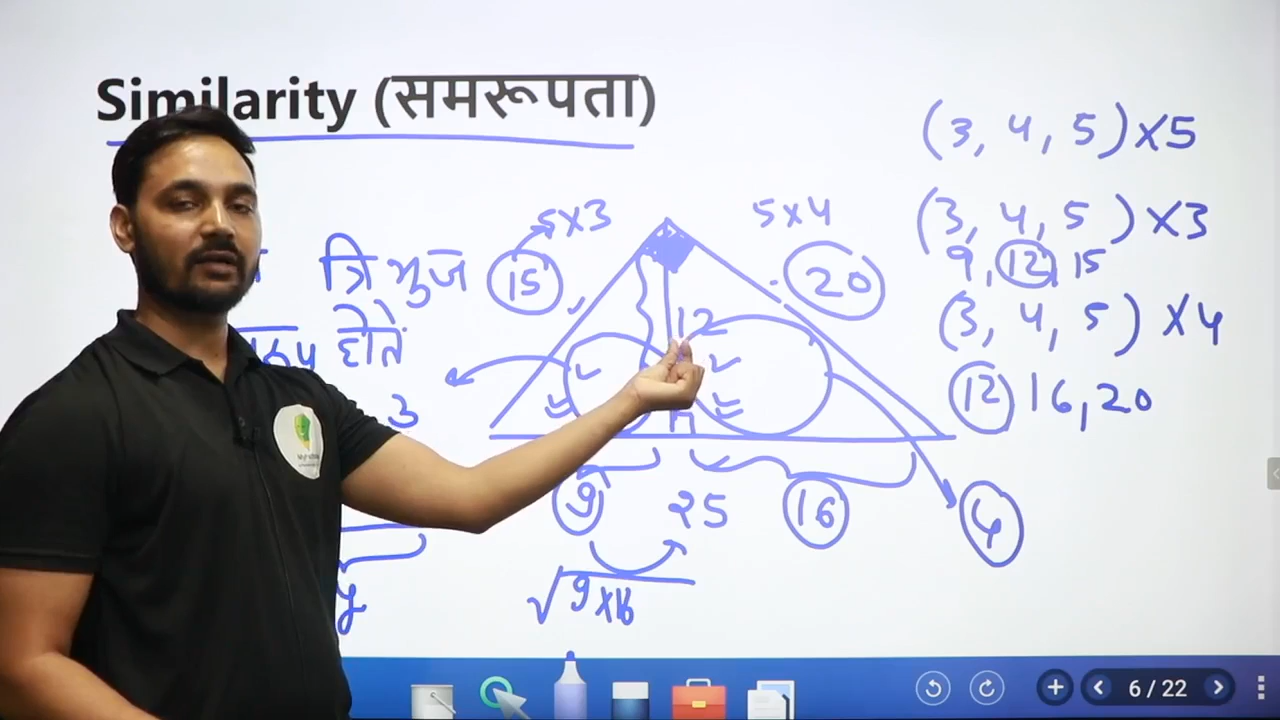 Similarity (समरूपता)
(3, 4, 5) x5
5x3
5x4
(3, 4, 5) x3
त्रिभुज
15
20
9, 12, 15
12
(3, 4, 5) x4
होते
12 16, 20
3
9
25
16
4
√9x16
y
6 / 22